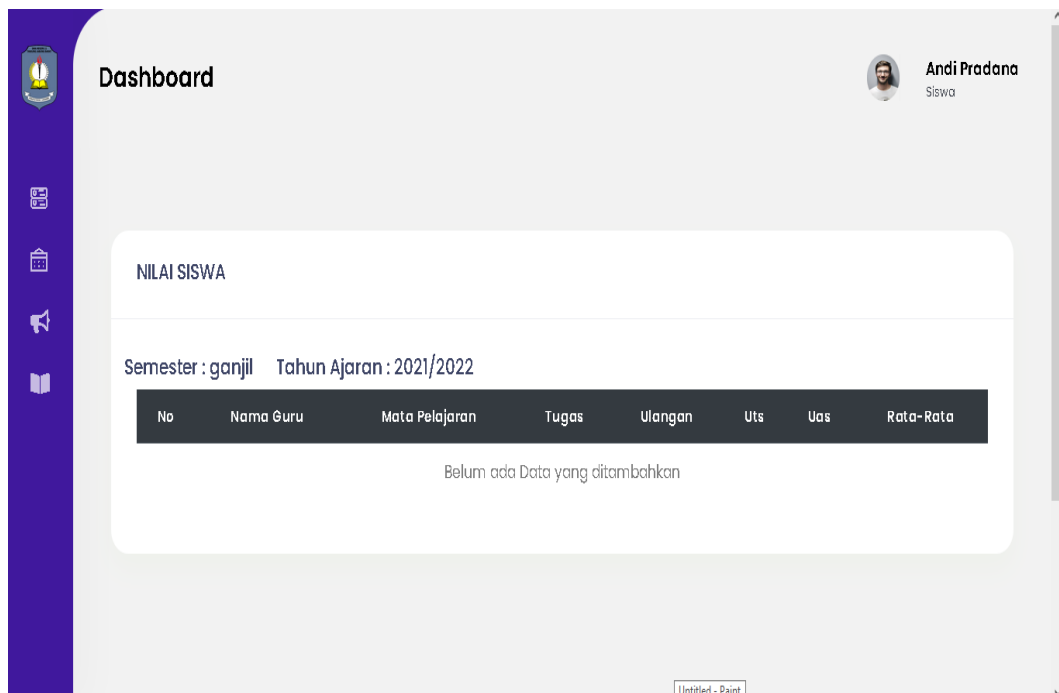 Dashboard
Andi Pradana
Siswa
NILAI SISWA
Semester : ganjil Tahun Ajaran : 2021/2022
No Nama Guru Mata Pelajaran Tugas Ulangan Uts Uas Rata-Rata
Belum ada Data yang ditambahkan
Untitled - Paint